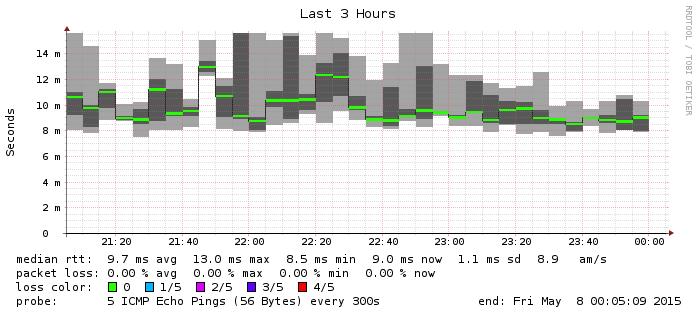 Last 3 Hours
RRDTOOL / TOBI OETIKER
Seconds
14 m
12 m
10 m
8 m
6 m
4 m
2 m
0
21:20 21:40 22:00 22:20 22:40 23:00 23:20 23:40 00:00
median rtt: 9.7 ms avg 13.0 ms max 8.5 ms min 9.0 ms now 1.1 ms sd 8.9 am/s
packet loss: 0.00 % avg 0.00 % max 0.00 % min 0.00 % now
loss color: 0 1/5 2/5 3/5 4/5
probe: 5 ICMP Echo Pings (56 Bytes) every 300s end: Fri May 8 00:05:09 2015